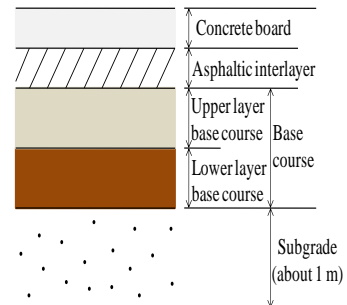 Concrete board
Asphaltic interlayer
Upper layer
base course
Base
course
Lower layer
base course
Subgrade
(about 1 m)